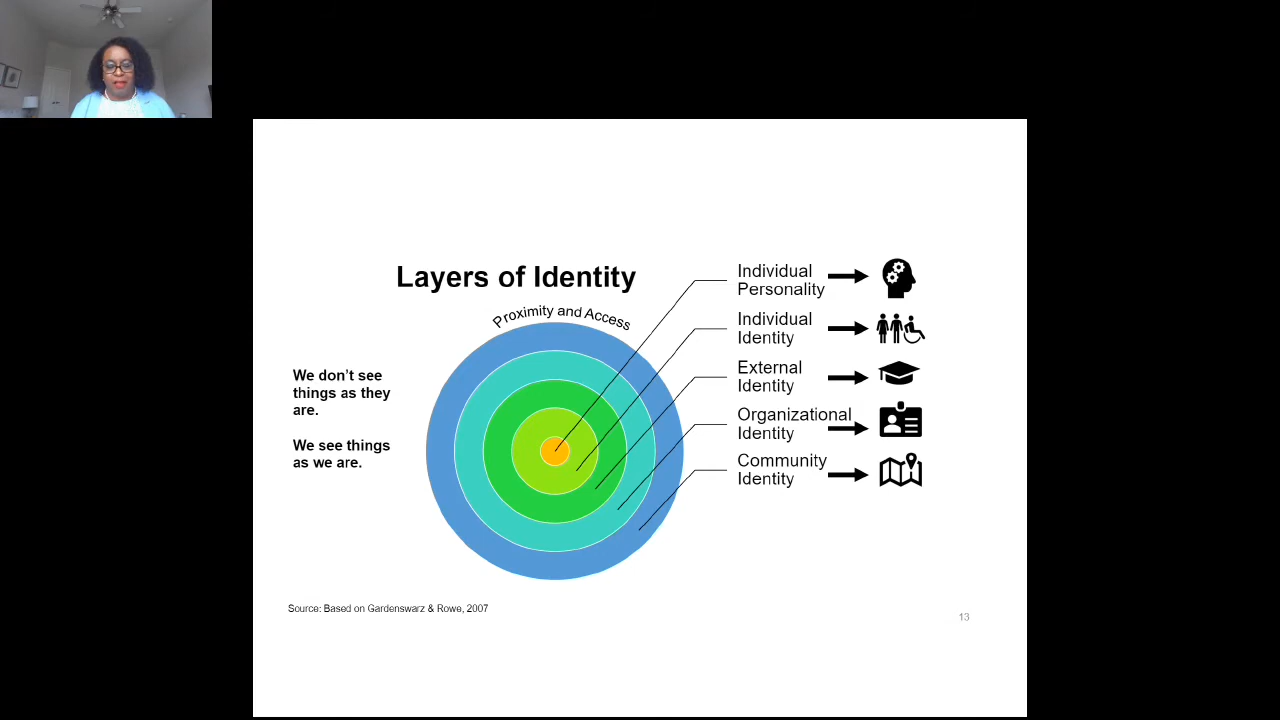 Layers of Identity
Proximity and Access
We don't see
things as they
are.
We see things
as we are.
Individual
Personality
Individual
Identity
External
Identity
Organizational
Identity
Community
Identity
Source: Based on Gardenswarz & Rowe, 2007
13